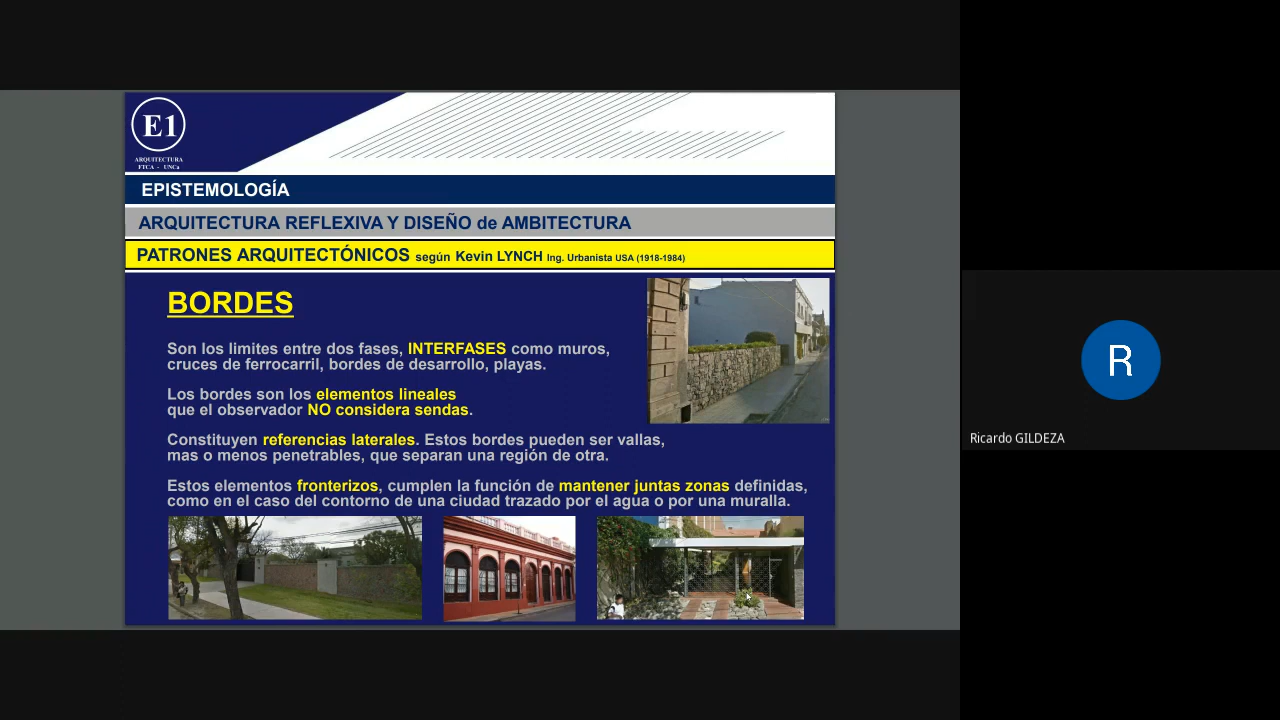 E1
ARQUITECTURA
FTCA - UNCa
EPISTEMOLOGÍA
ARQUITECTURA REFLEXIVA Y DISEÑO de AMBITECTURA
PATRONES ARQUITECTÓNICOS según Kevin LYNCH Ing. Urbanista USA (1918-1984)
BORDES
Son los limites entre dos fases, INTERFASES como muros,
cruces de ferrocarril, bordes de desarrollo, playas.
Los bordes son los elementos lineales
que el observador NO considera sendas.
Constituyen referencias laterales. Estos bordes pueden ser vallas,
mas o menos penetrables, que separan una región de otra.
Estos elementos fronterizos, cumplen la función de mantener juntas zonas definidas,
como en el caso del contorno de una ciudad trazado por el agua o por una muralla.
R
Ricardo GILDEZA